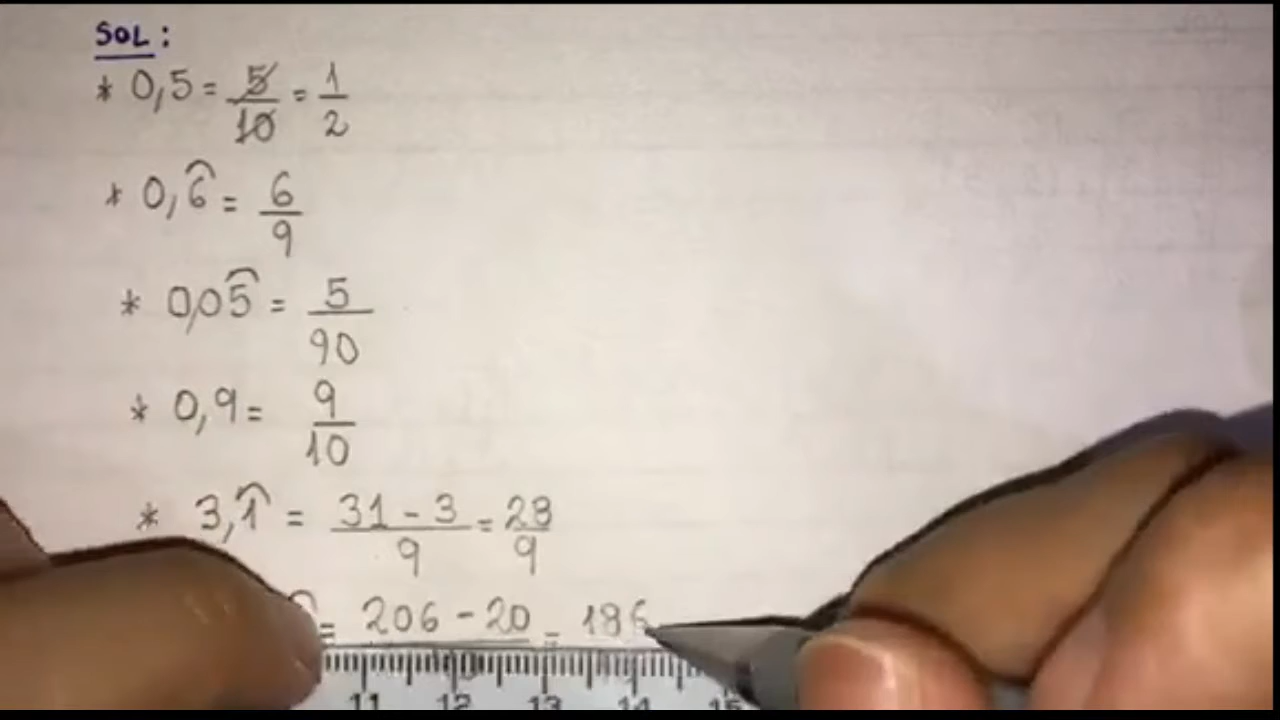 SOL:
* 0,5 = 5/10 = 1/2
* 0,6̑ = 6/9
* 0,05̑ = 5/90
* 0,9 = 9/10
* 3,1̑ = 31 - 3/9 = 28/9
= 206 - 20 = 186
11 12 13 14 15